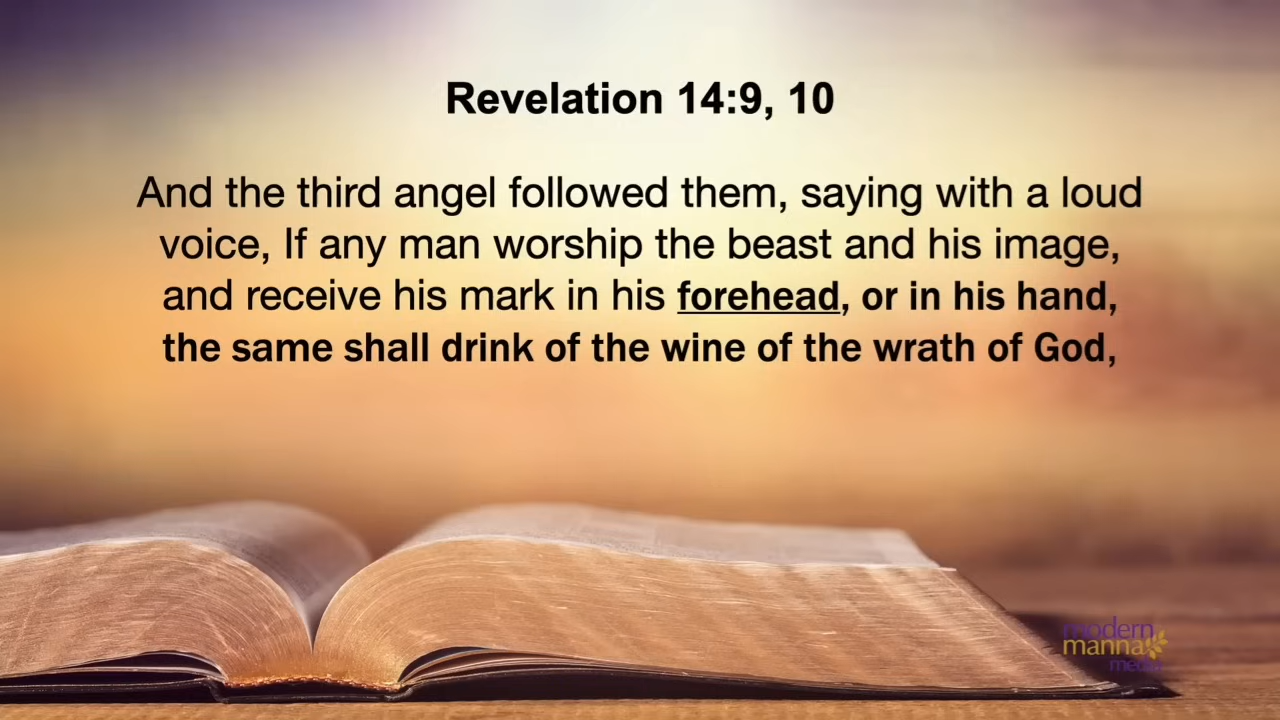 Revelation 14:9, 10
And the third angel followed them, saying with a loud
voice, If any man worship the beast and his image,
and receive his mark in his forehead, or in his hand,
the same shall drink of the wine of the wrath of God,
modern
manna
media